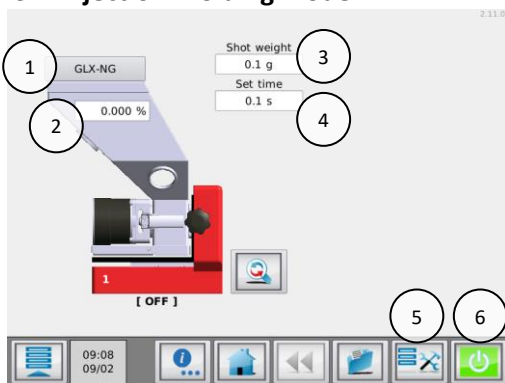 2.11.0
Shot weight
0.1 g
3
1
GLX-NG
Set time
0.1 s
2
0.000 %
4
1
[ OFF ]
5
6
09:08
09/02